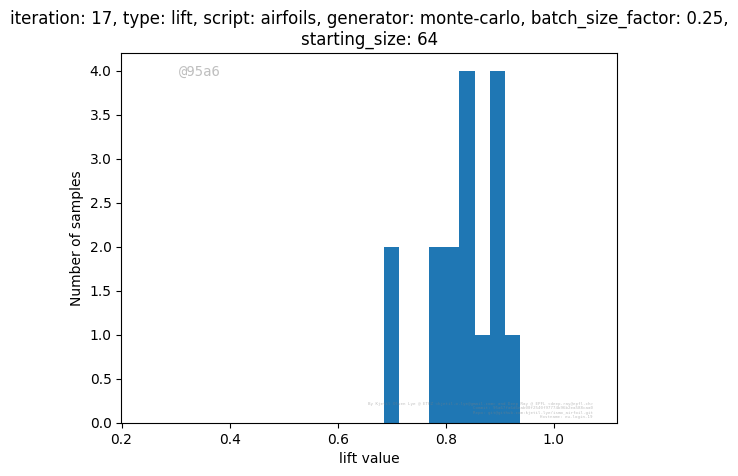 iteration: 17, type: lift, script: airfoils, generator: monte-carlo, batch_size_factor: 0.25,
starting_size: 64
@95a6
4.0
3.5
3.0
2.5
2.0
1.5
1.0
0.5
0.0
Number of samples
0.2 0.4 0.6 0.8 1.0
lift value